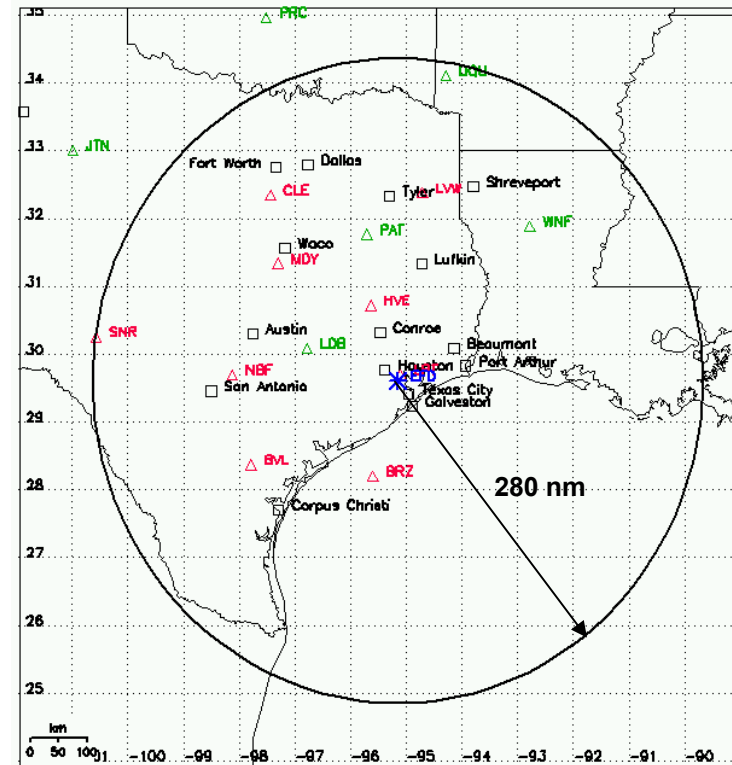 35
PRC
34
DQU
33
JTN
Fort Worth
Dallas
CLE
Tyler
LVW
Shreveport
32
PAT
WNF
Waco
MDY
Lufkin
31
HVE
SNR
Austin
LDB
Conroe
Beaumont
30
Houston
Port Arthur
NBF
EFD
San Antonio
Texas City
29
Galveston
BVL
BRZ
280 nm
28
Corpus Christi
27
26
25
km
0 50 100
01 -100 -99 -98 -97 -96 -95 -94 -93 -92 -91 -90